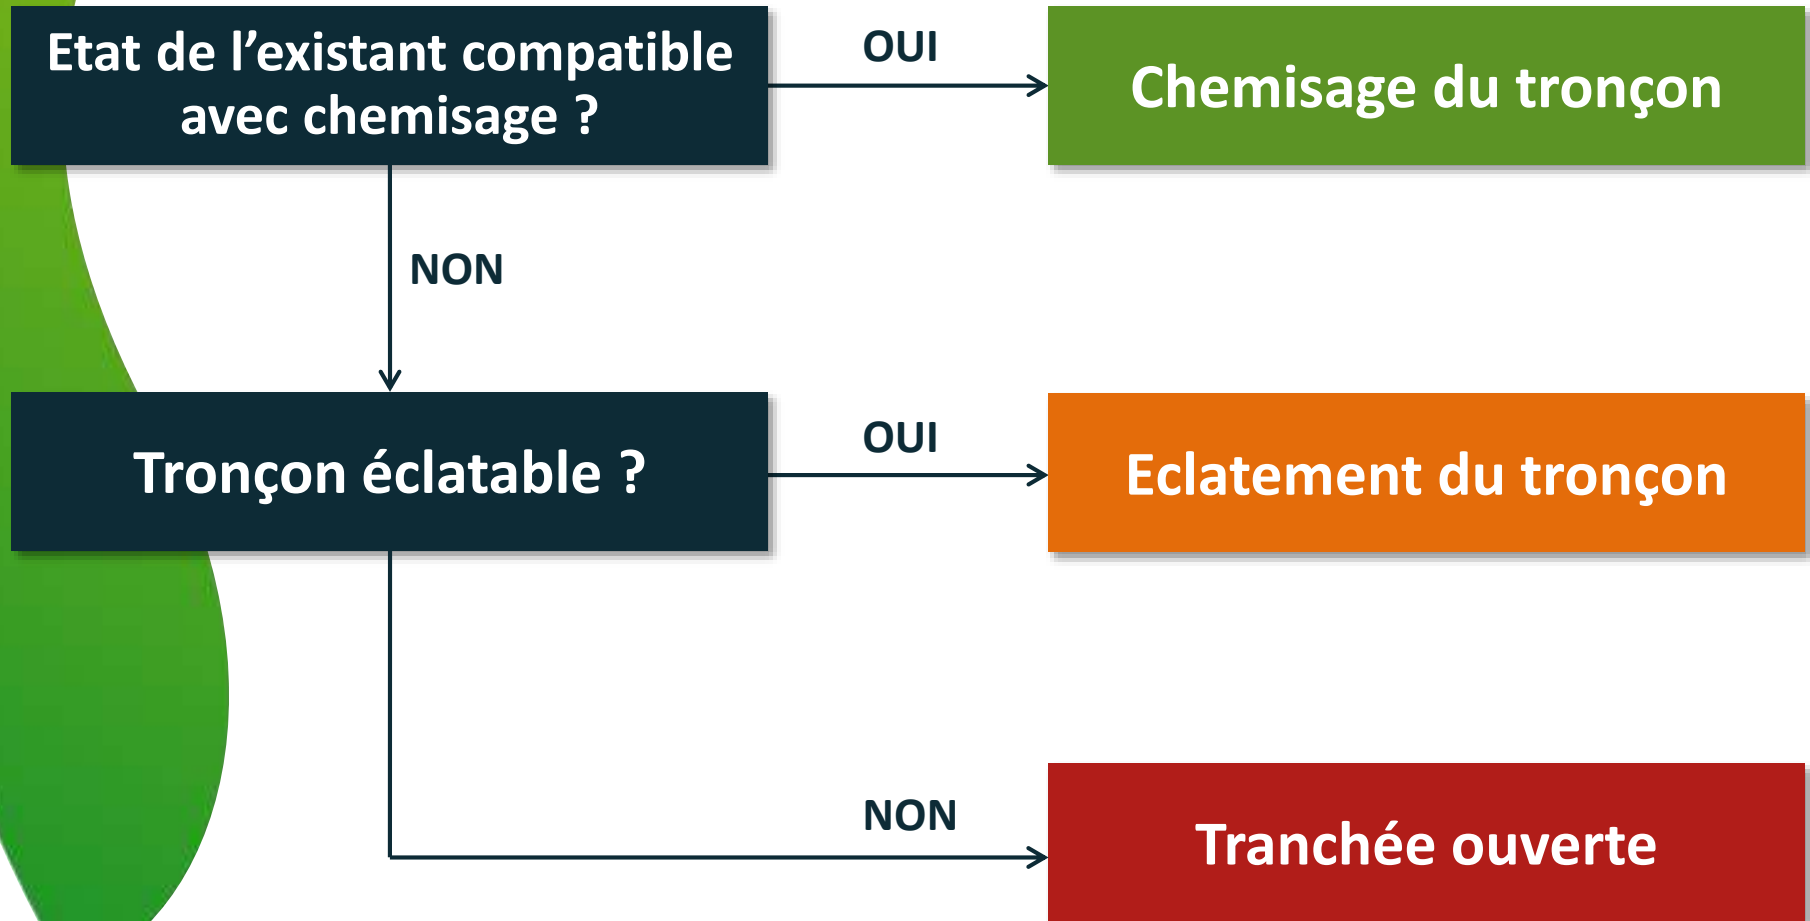 Etat de l’existant compatible
avec chemisage ?
OUI
Chemisage du tronçon
NON
Tronçon éclatable ?
OUI
Eclatement du tronçon
NON
Tranchée ouverte